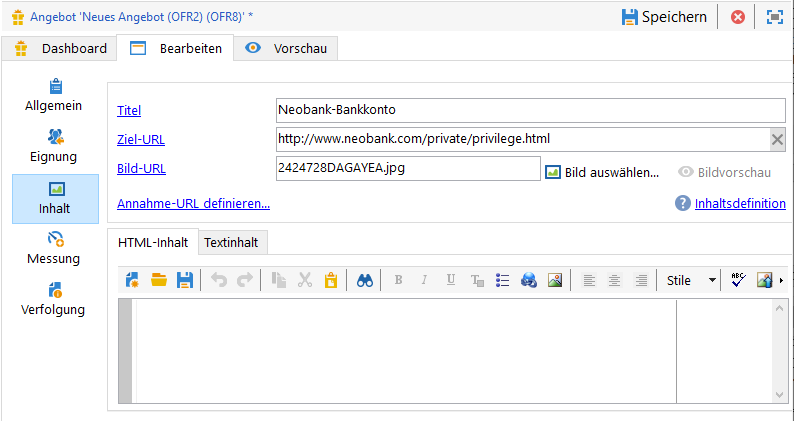 Angebot 'Neues Angebot (OFR2) (OFR8)' *
Speichern
Dashboard
Bearbeiten
Vorschau
Allgemein
Eignung
Inhalt
Messung
Verfolgung
Titel
Neobank-Bankkonto
Ziel-URL
http://www.neobank.com/private/privilege.html
Bild-URL
2424728DAGAYEA.jpg
Bild auswählen...
Bildvorschau
Annahme-URL definieren...
Inhaltsdefinition
HTML-Inhalt
Textinhalt
B I U T
Stile
ABC